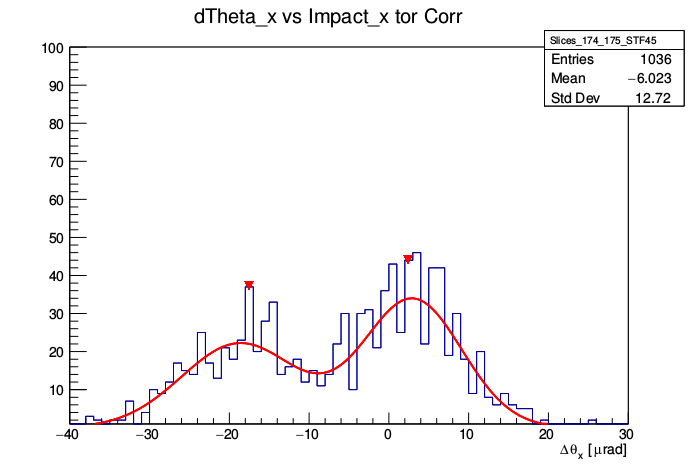 dTheta_x vs Impact_x tor Corr
Slices_174_175_STF45
Entries 1036
Mean −6.023
Std Dev 12.72
100
90
80
70
60
50
40
30
20
10
−40 −30 −20 −10 0 10 20 30
Δθx [μrad]